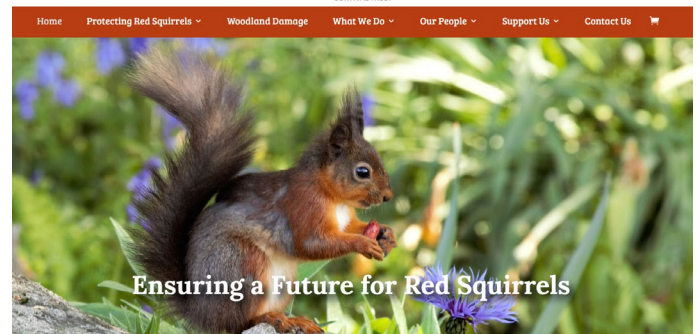 Home Protecting Red Squirrels Woodland Damage What We Do Our People Support Us Contact Us
Ensuring a Future for Red Squirrels